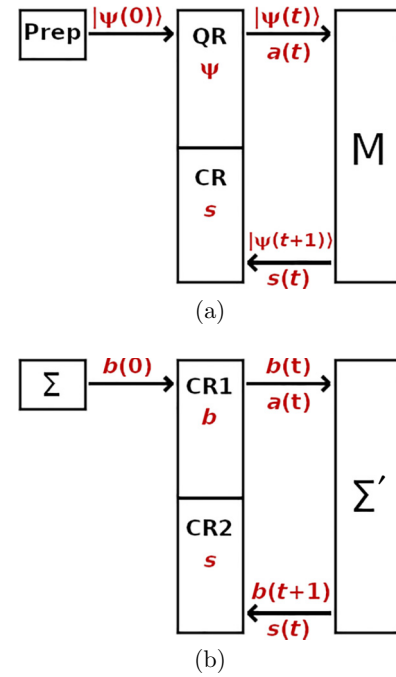 Prep
|ψ(0)⟩
QR
ψ
|ψ(t)⟩
a(t)
M
CR
s
|ψ(t+1)⟩
s(t)
(a)
Σ
b(0)
CR1
b
b(t)
a(t)
Σ′
CR2
s
b(t+1)
s(t)
(b)